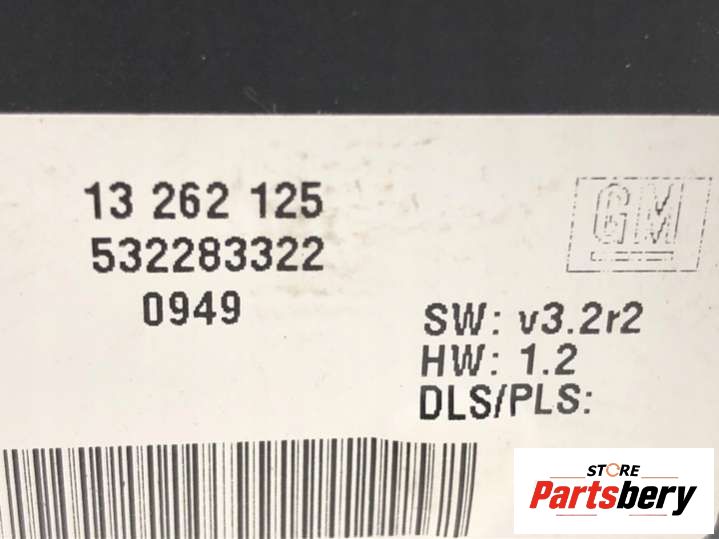 13 262 125
532283322
0949
GM
SW: v3.2r2
HW: 1.2
DLS/PLS:
STORE
Partsbery